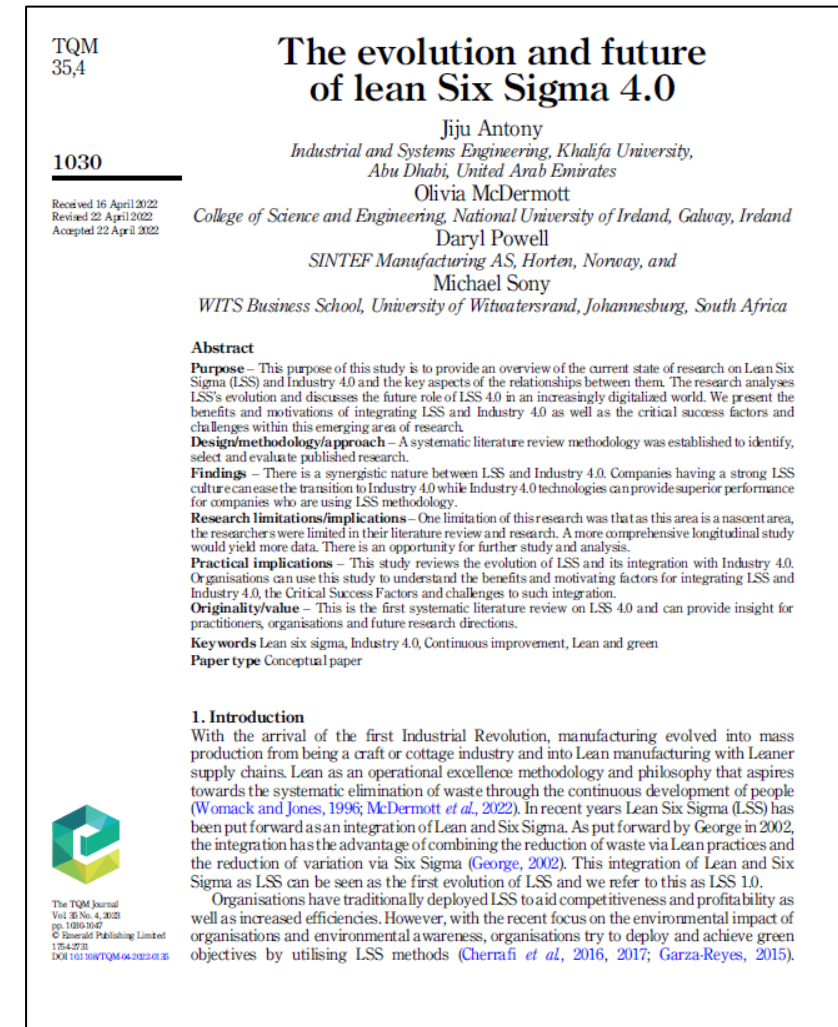 TQM
35,4
1030
Received 16 April 2022
Revised 22 April 2022
Accepted 22 April 2022
The evolution and future
of lean Six Sigma 4.0
Jiju Antony
Industrial and Systems Engineering, Khalifa University,
Abu Dhabi, United Arab Emirates
Olivia McDermott
College of Science and Engineering, National University of Ireland, Galway, Ireland
Daryl Powell
SINTEF Manufacturing AS, Horten, Norway, and
Michael Sony
WITS Business School, University of Witwatersrand, Johannesburg, South Africa
Abstract
Purpose – This purpose of this study is to provide an overview of the current state of research on Lean Six
Sigma (LSS) and Industry 4.0 and the key aspects of the relationships between them. The research analyses
LSS's evolution and discusses the future role of LSS 4.0 in an increasingly digitalized world. We present the
benefits and motivations of integrating LSS and Industry 4.0 as well as the critical success factors and
challenges within this emerging area of research.
Design/methodology/approach – A systematic literature review methodology was established to identify,
select and evaluate published research.
Findings – There is a synergistic nature between LSS and Industry 4.0. Companies having a strong LSS
culture can ease the transition to Industry 4.0 while Industry 4.0 technologies can provide superior performance
for companies who are using LSS methodology.
Research limitations/implications – One limitation of this research was that as this area is a nascent area,
the researchers were limited in their literature review and research. A more comprehensive longitudinal study
would yield more data. There is an opportunity for further study and analysis.
Practical implications – This study reviews the evolution of LSS and its integration with Industry 4.0.
Organisations can use this study to understand the benefits and motivating factors for integrating LSS and
Industry 4.0, the Critical Success Factors and challenges to such integration.
Originality/value – This is the first systematic literature review on LSS 4.0 and can provide insight for
practitioners, organisations and future research directions.
Keywords Lean six sigma, Industry 4.0, Continuous improvement, Lean and green
Paper type Conceptual paper
1. Introduction
With the arrival of the first Industrial Revolution, manufacturing evolved into mass
production from being a craft or cottage industry and into Lean manufacturing with Leaner
supply chains. Lean as an operational excellence methodology and philosophy that aspires
towards the systematic elimination of waste through the continuous development of people
(Womack and Jones, 1996; McDermott et al., 2022). In recent years Lean Six Sigma (LSS) has
been put forward as an integration of Lean and Six Sigma. As put forward by George in 2002,
the integration has the advantage of combining the reduction of waste via Lean practices and
the reduction of variation via Six Sigma (George, 2002). This integration of Lean and Six
Sigma as LSS can be seen as the first evolution of LSS and we refer to this as LSS 1.0.
Organisations have traditionally deployed LSS to aid competitiveness and profitability as
well as increased efficiencies. However, with the recent focus on the environmental impact of
organisations and environmental awareness, organisations try to deploy and achieve green
objectives by utilising LSS methods (Cherrafi et al., 2016, 2017; Garza-Reyes, 2015).
The TQM Journal
Vol. 35 No. 4, 2023
pp. 1030-1047
© Emerald Publishing Limited
1754-2731
DOI 10.1108/TQM-04-2022-0135